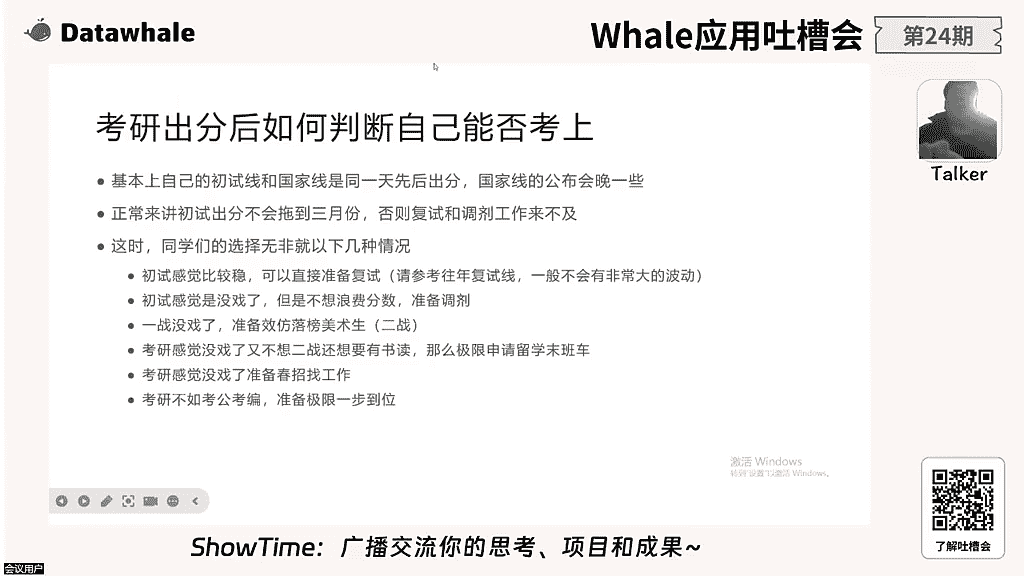 Datawhale
Whale应用吐槽会
第24期
考研出分后如何判断自己能否考上
Talker
• 基本上自己的初试线和国家线是同一天先后出分，国家线的公布会晚一些
• 正常来讲初试出分不会拖到三月份，否则复试和调剂工作来不及
• 这时，同学们的选择无非就以下几种情况
• 初试感觉比较稳，可以直接准备复试（请参考往年复试线，一般不会有非常大的波动）
• 初试感觉是没戏了，但是不想浪费分数，准备调剂
• 一战没戏了，准备效仿落榜美术生（二战）
• 考研感觉没戏了又不想二战还想要有书读，那么极限申请留学末班车
• 考研感觉没戏了准备春招找工作
• 考研不如考公考编，准备极限一步到位
激活 Windows
转到"设置"以激活 Windows。
了解吐槽会
ShowTime：广播交流你的思考、项目和成果~
会议用户